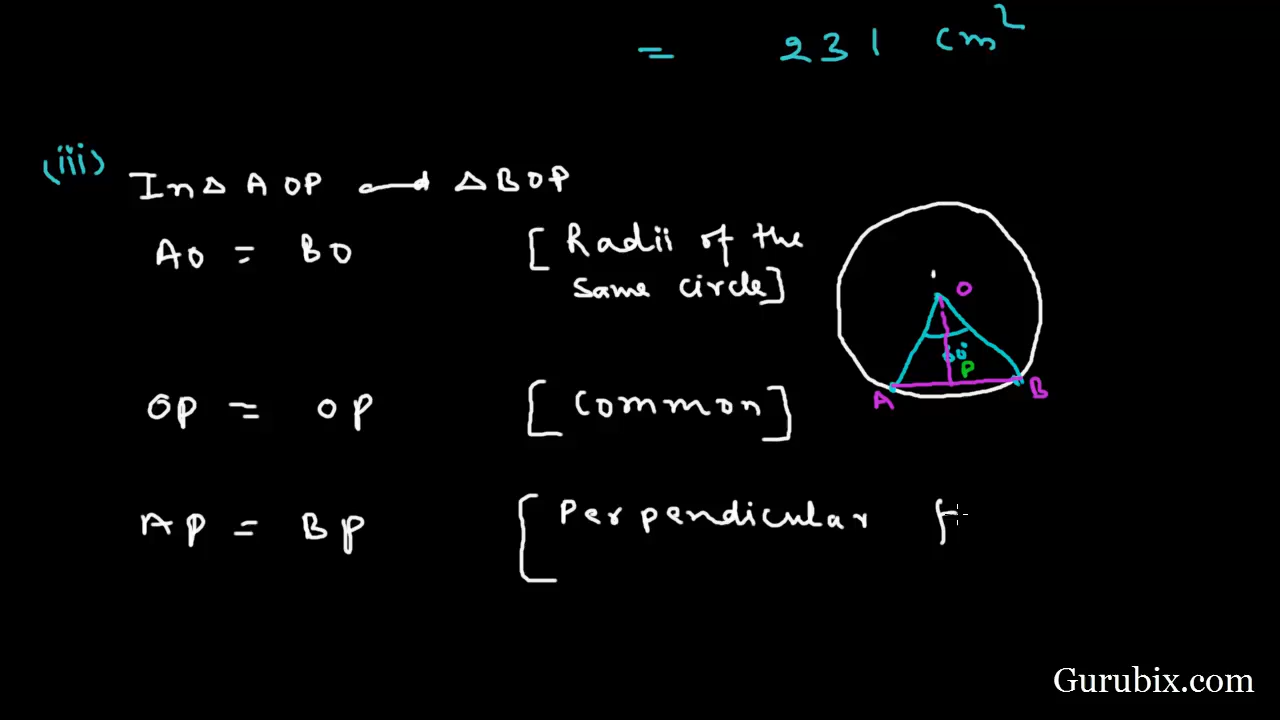 = 231 cm²
(iii) In Δ AOP and Δ BOP
AO = BO [Radii of the
same circle]
O
60°
P
A
B
OP = OP [Common]
AP = BP [Perpendicular f
Gurubix.com